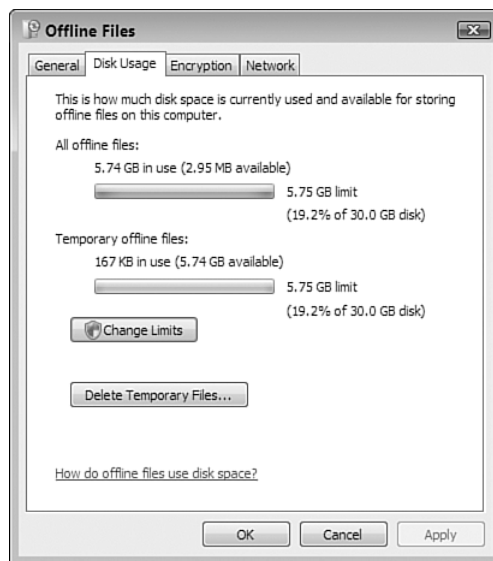 Offline Files
General Disk Usage Encryption Network
This is how much disk space is currently used and available for storing
offline files on this computer.
All offline files:
5.74 GB in use (2.95 MB available)
5.75 GB limit
(19.2% of 30.0 GB disk)
Temporary offline files:
167 KB in use (5.74 GB available)
5.75 GB limit
(19.2% of 30.0 GB disk)
Change Limits
Delete Temporary Files...
How do offline files use disk space?
OK Cancel Apply